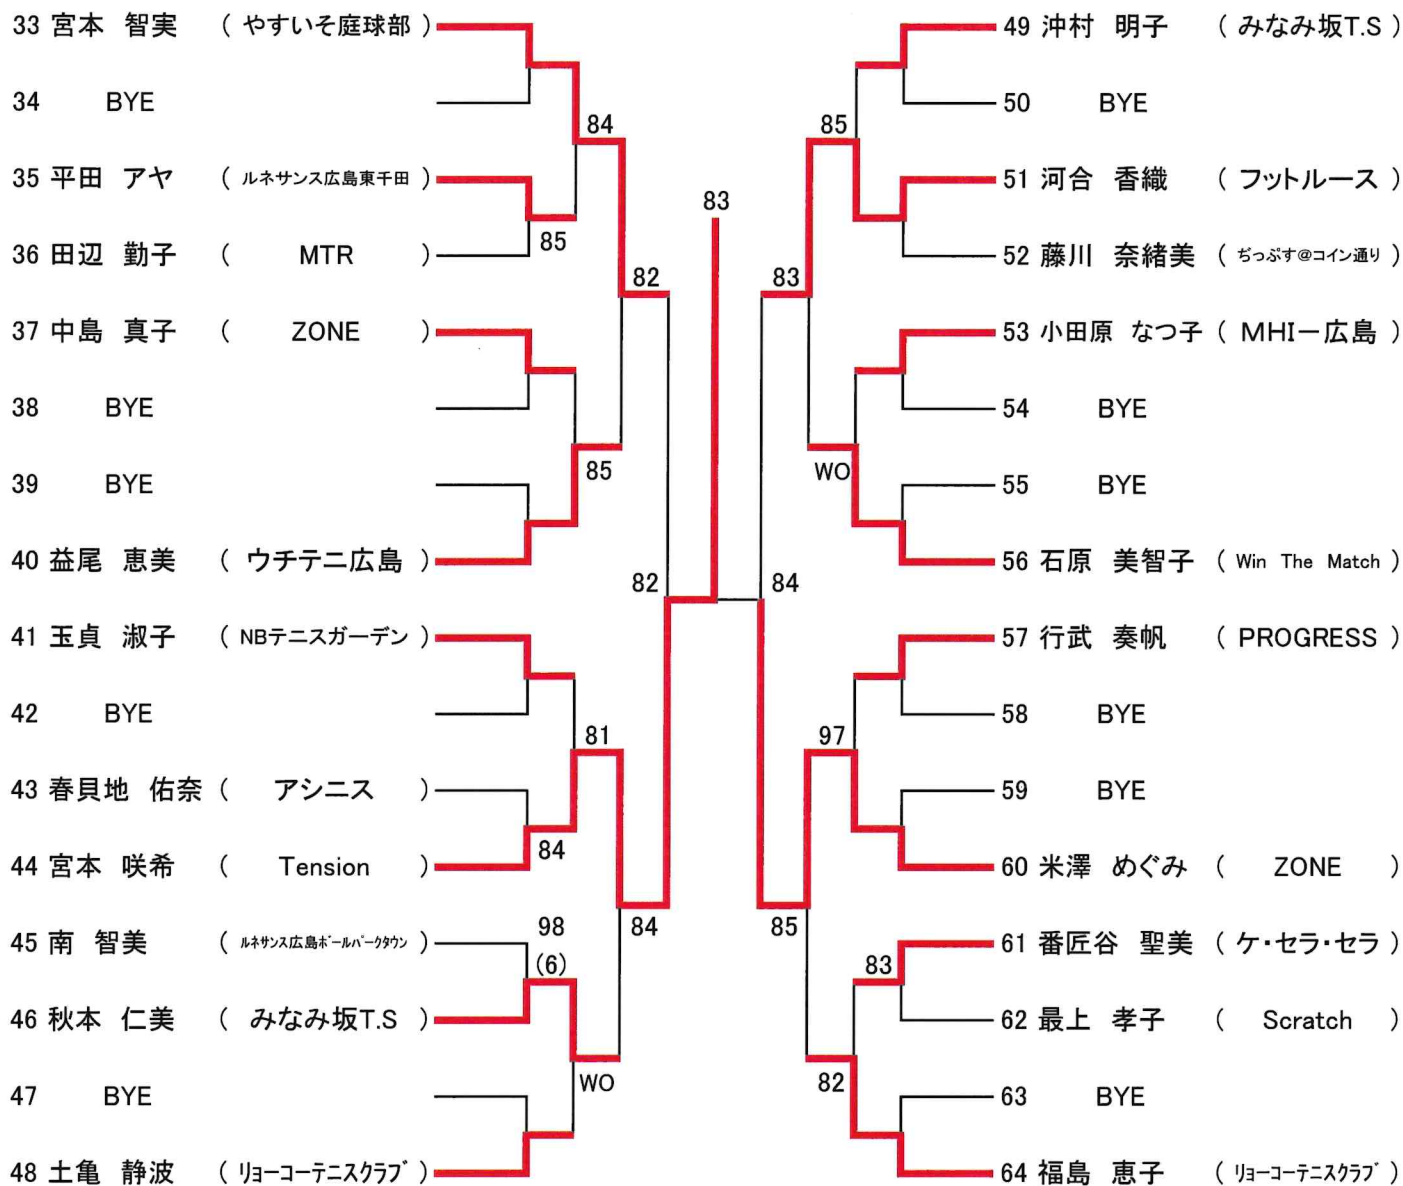 33 宮本 智実 ( やすいそ庭球部 )
34 BYE
35 平田 アヤ ( ルネサンス広島東千田 )
36 田辺 勤子 ( MTR )
37 中島 真子 ( ZONE )
38 BYE
39 BYE
40 益尾 恵美 ( ウチテニ広島 )
41 玉貞 淑子 ( NBテニスガーデン )
42 BYE
43 春貝地 佑奈 ( アシニス )
44 宮本 咲希 ( Tension )
45 南 智美 ( ルネサンス広島ボールパークタウン )
46 秋本 仁美 ( みなみ坂T.S )
47 BYE
48 土亀 静波 ( リョーコーテニスクラブ )
84
85
82
85
82
81
84
98
(6)
84
WO
83
85
83
WO
84
97
85
83
82
49 沖村 明子 ( みなみ坂T.S )
50 BYE
51 河合 香織 ( フットルース )
52 藤川 奈緒美 ( ぢっぷす@コイン通り )
53 小田原 なつ子 ( MHIー広島 )
54 BYE
55 BYE
56 石原 美智子 ( Win The Match )
57 行武 奏帆 ( PROGRESS )
58 BYE
59 BYE
60 米澤 めぐみ ( ZONE )
61 番匠谷 聖美 ( ケ・セラ・セラ )
62 最上 孝子 ( Scratch )
63 BYE
64 福島 恵子 ( リョーコーテニスクラブ )